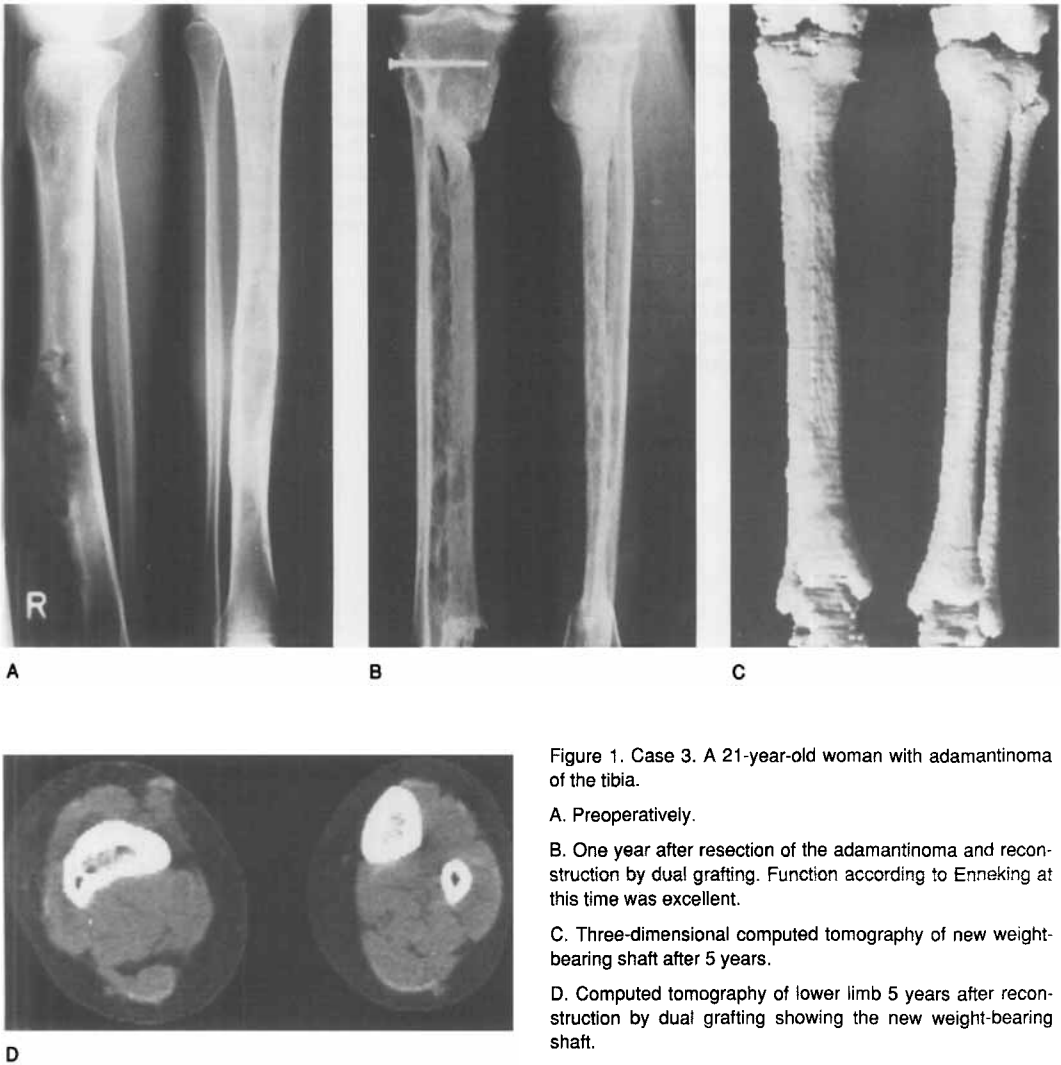 R
A
B
C
D
Figure 1. Case 3. A 21-year-old woman with adamantinoma
of the tibia.
A. Preoperatively.
B. One year after resection of the adamantinoma and recon-
struction by dual grafting. Function according to Enneking at
this time was excellent.
C. Three-dimensional computed tomography of new weight-
bearing shaft after 5 years.
D. Computed tomography of lower limb 5 years after recon-
struction by dual grafting showing the new weight-bearing
shaft.